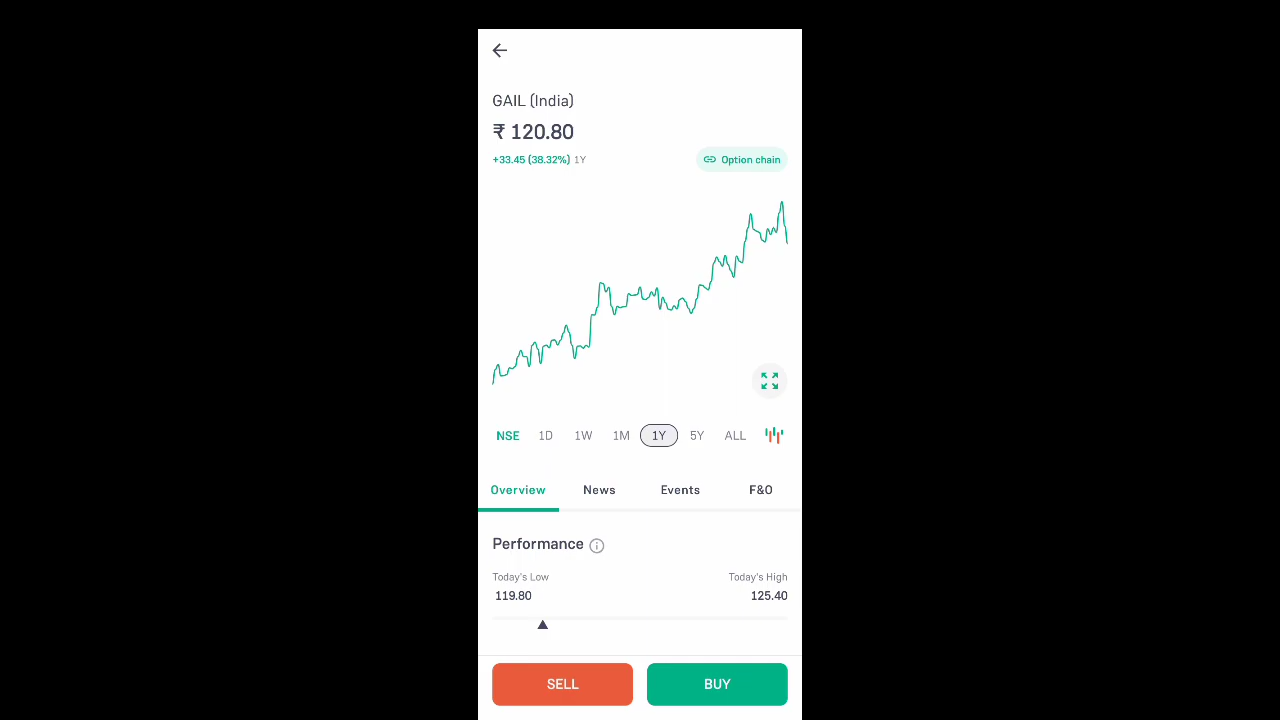 GAIL (India)
₹ 120.80
+33.45 (38.32%) 1Y
Option chain
NSE 1D 1W 1M 1Y 5Y ALL
Overview News Events F&O
Performance
Today's Low Today's High
119.80 125.40
SELL BUY